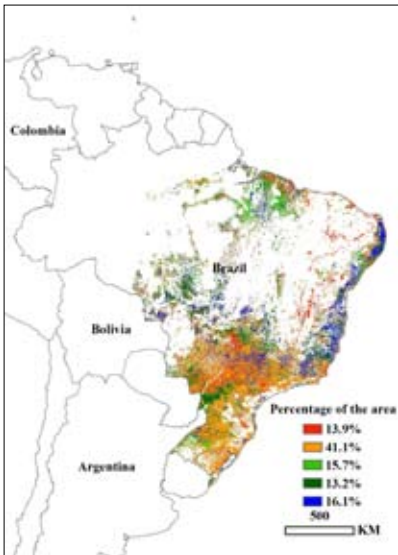 Colombia
Brazil
Bolivia
Argentina
Percentage of the area
13.9%
41.1%
15.7%
13.2%
16.1%
500
KM